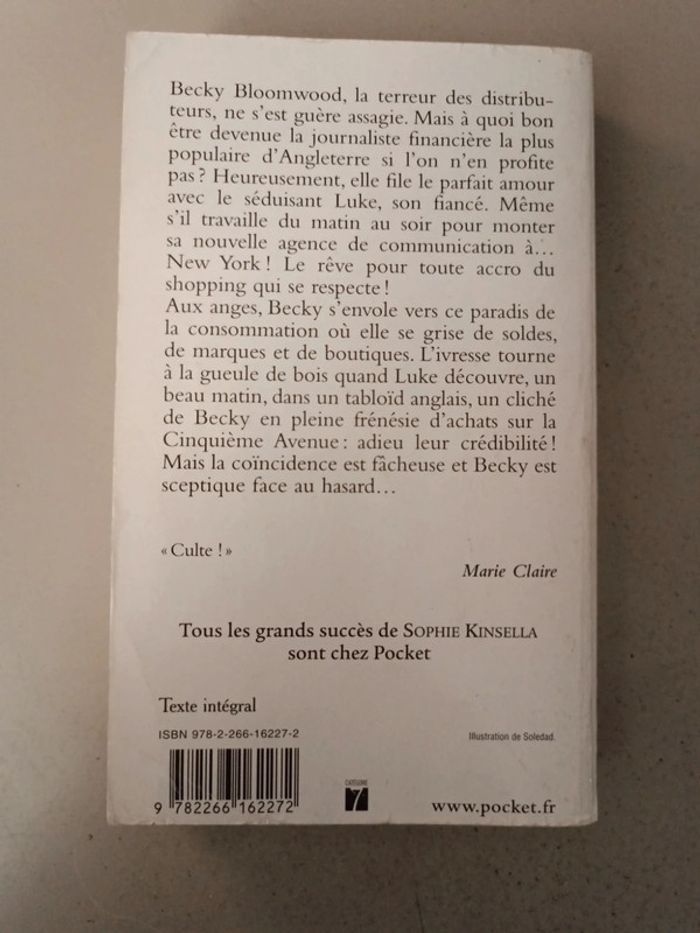 Becky Bloomwood, la terreur des distribu-
teurs, ne s'est guère assagie. Mais à quoi bon
être devenue la journaliste financière la plus
populaire d'Angleterre si l'on n'en profite
pas ? Heureusement, elle file le parfait amour
avec le séduisant Luke, son fiancé. Même
s'il travaille du matin au soir pour monter
sa nouvelle agence de communication à…
New York ! Le rêve pour toute accro du
shopping qui se respecte !
Aux anges, Becky s'envole vers ce paradis de
la consommation où elle se grise de soldes,
de marques et de boutiques. L'ivresse tourne
à la gueule de bois quand Luke découvre, un
beau matin, dans un tabloïd anglais, un cliché
de Becky en pleine frénésie d'achats sur la
Cinquième Avenue : adieu leur crédibilité !
Mais la coïncidence est fâcheuse et Becky est
sceptique face au hasard…
« Culte ! »
Marie Claire
Tous les grands succès de SOPHIE KINSELLA
sont chez Pocket
Texte intégral
ISBN 978-2-266-16227-2
Illustration de Soledad.
9 782266 162272
CATÉGORIE
7
www.pocket.fr